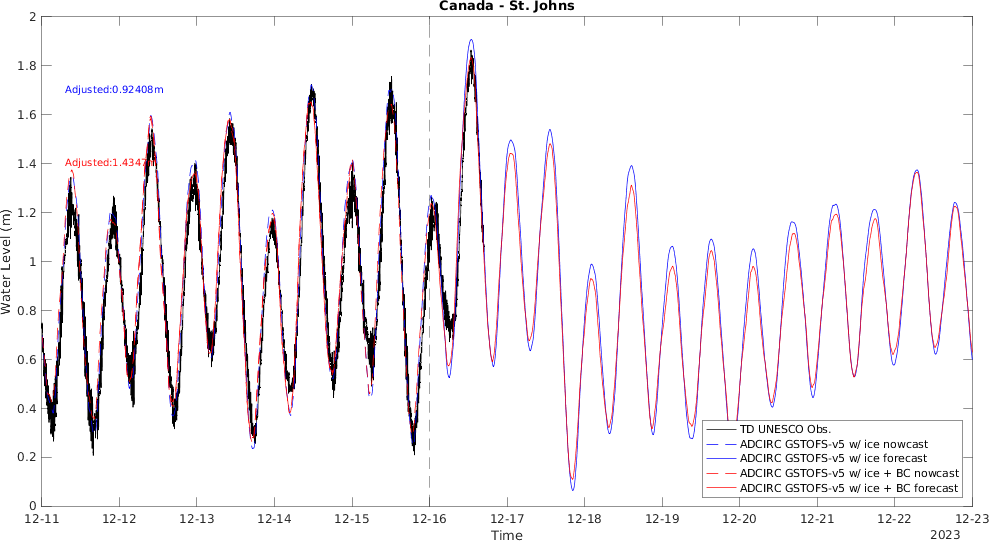 Canada - St. Johns
2
1.8
Adjusted:0.92408m
1.6
1.4
Adjusted:1.4347
1.2
1
0.8
0.6
0.4
0.2
0
Water Level (m)
TD UNESCO Obs.
ADCIRC GSTOFS-v5 w/ ice nowcast
ADCIRC GSTOFS-v5 w/ ice forecast
ADCIRC GSTOFS-v5 w/ ice + BC nowcast
ADCIRC GSTOFS-v5 w/ ice + BC forecast
12-11 12-12 12-13 12-14 12-15 12-16 12-17 12-18 12-19 12-20 12-21 12-22 12-23
Time
2023